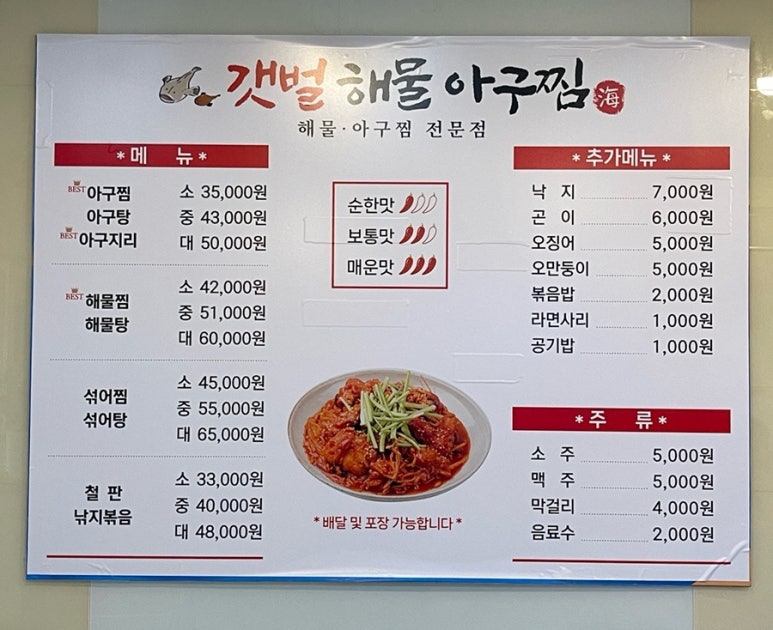 갯벌 해물 아구찜 海
해물·아구찜 전문점
*메 뉴*
BEST 아구찜
아구탕
BEST 아구지리
소 35,000원
중 43,000원
대 50,000원
BEST 해물찜
해물탕
소 42,000원
중 51,000원
대 60,000원
섞어찜
섞어탕
소 45,000원
중 55,000원
대 65,000원
철 판
낚지볶음
소 33,000원
중 40,000원
대 48,000원
순한맛
보통맛
매운맛
*배달 및 포장 가능합니다*
*추가메뉴*
낙 지 7,000원
곤 이 6,000원
오징어 5,000원
오만둥이 5,000원
볶음밥 2,000원
라면사리 1,000원
공기밥 1,000원
*주 류*
소 주 5,000원
맥 주 5,000원
막걸리 4,000원
음료수 2,000원